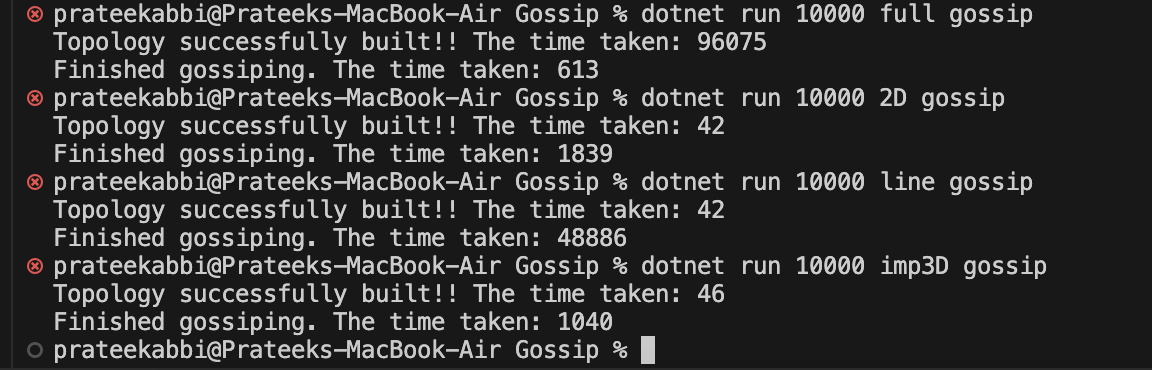 prateekabbi@Prateeks-MacBook-Air Gossip % dotnet run 10000 full gossip
Topology successfully built!! The time taken: 96075
Finished gossiping. The time taken: 613
prateekabbi@Prateeks-MacBook-Air Gossip % dotnet run 10000 2D gossip
Topology successfully built!! The time taken: 42
Finished gossiping. The time taken: 1839
prateekabbi@Prateeks-MacBook-Air Gossip % dotnet run 10000 line gossip
Topology successfully built!! The time taken: 42
Finished gossiping. The time taken: 48886
prateekabbi@Prateeks-MacBook-Air Gossip % dotnet run 10000 imp3D gossip
Topology successfully built!! The time taken: 46
Finished gossiping. The time taken: 1040
prateekabbi@Prateeks-MacBook-Air Gossip %